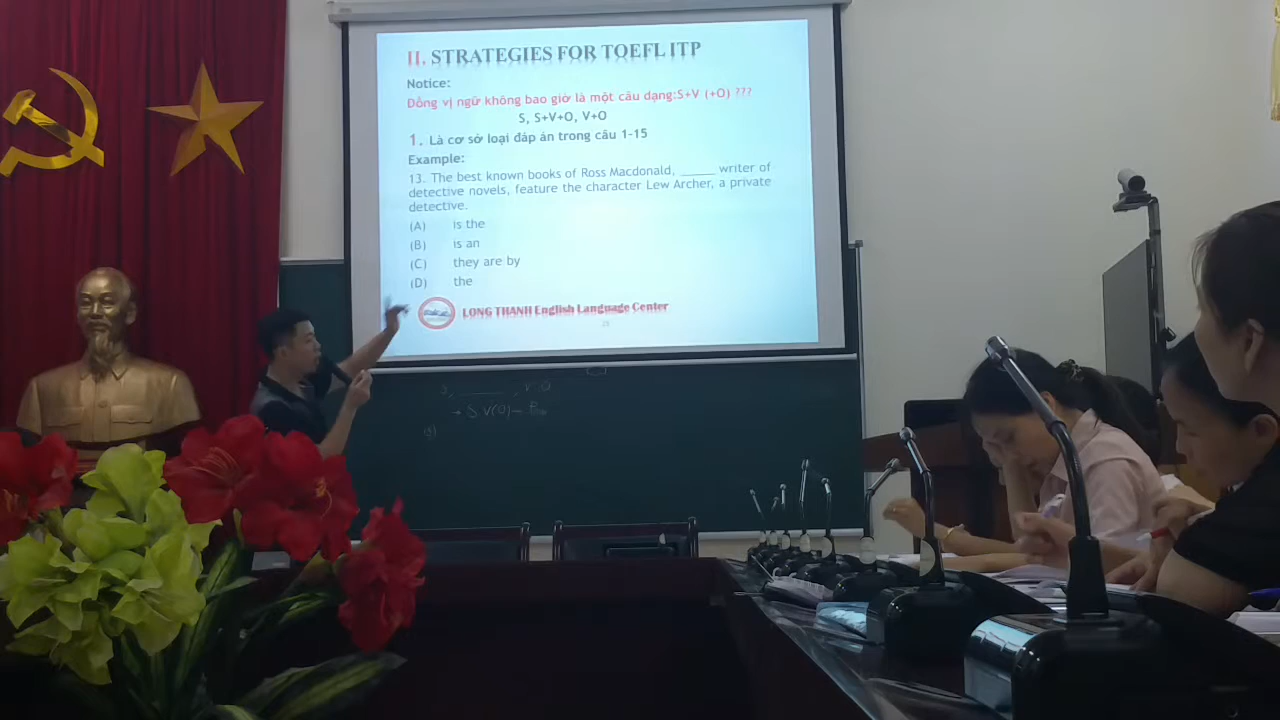 II. STRATEGIES FOR TOEFL ITP
Notice:
Đồng vị ngữ không bao giờ là một câu dạng:S+V (+O) ???
S, S+V+O, V+O
1. Là cơ sở loại đáp án trong câu 1-15
Example:
13. The best known books of Ross Macdonald, _____ writer of
detective novels, feature the character Lew Archer, a private
detective.
(A) is the
(B) is an
(C) they are by
(D) the
LONG THANH English Language Center
S, ______, V O
+ S V(O) –